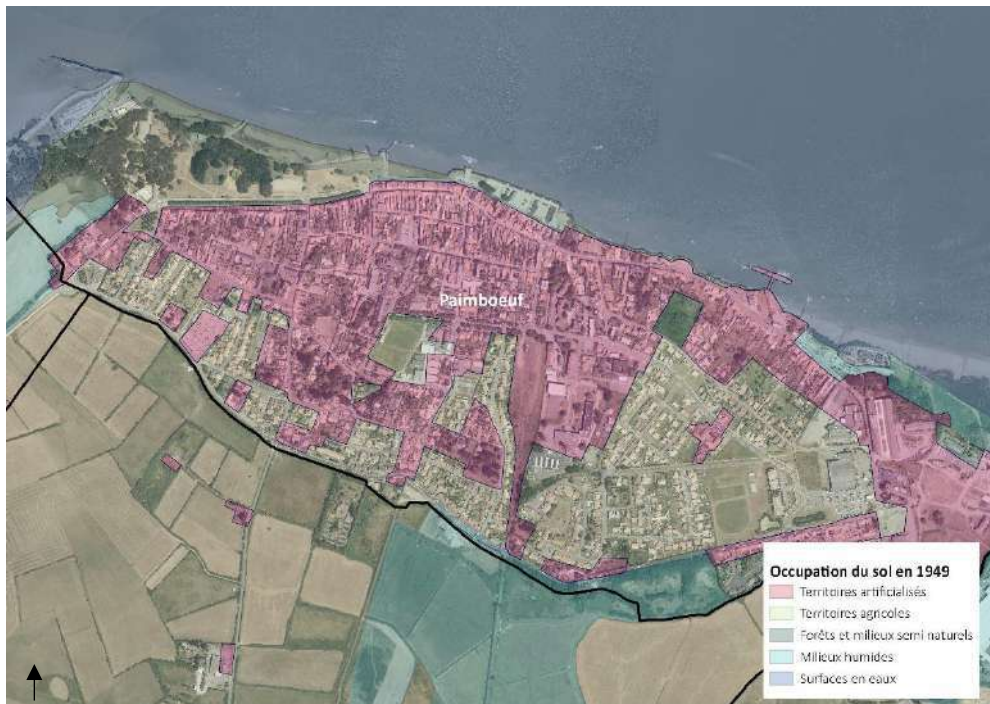 Paimboeuf
Occupation du sol en 1949
Territoires artificialisés
Territoires agricoles
Forêts et milieux semi naturels
Milieux humides
Surfaces en eaux